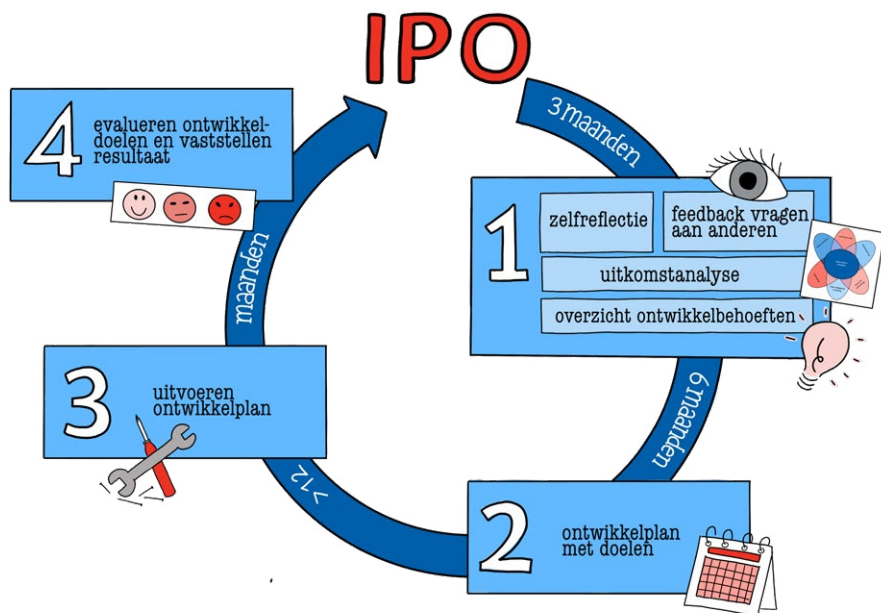 IPO
3 maanden
1
zelfreflectie
feedback vragen
aan anderen
uitkomstanalyse
overzicht ontwikkelbehoeften
6 maanden
2
ontwikkelplan
met doelen
>12
maanden
3
uitvoeren
ontwikkelplan
4
evalueren ontwikkel-
doelen en vaststellen
resultaat